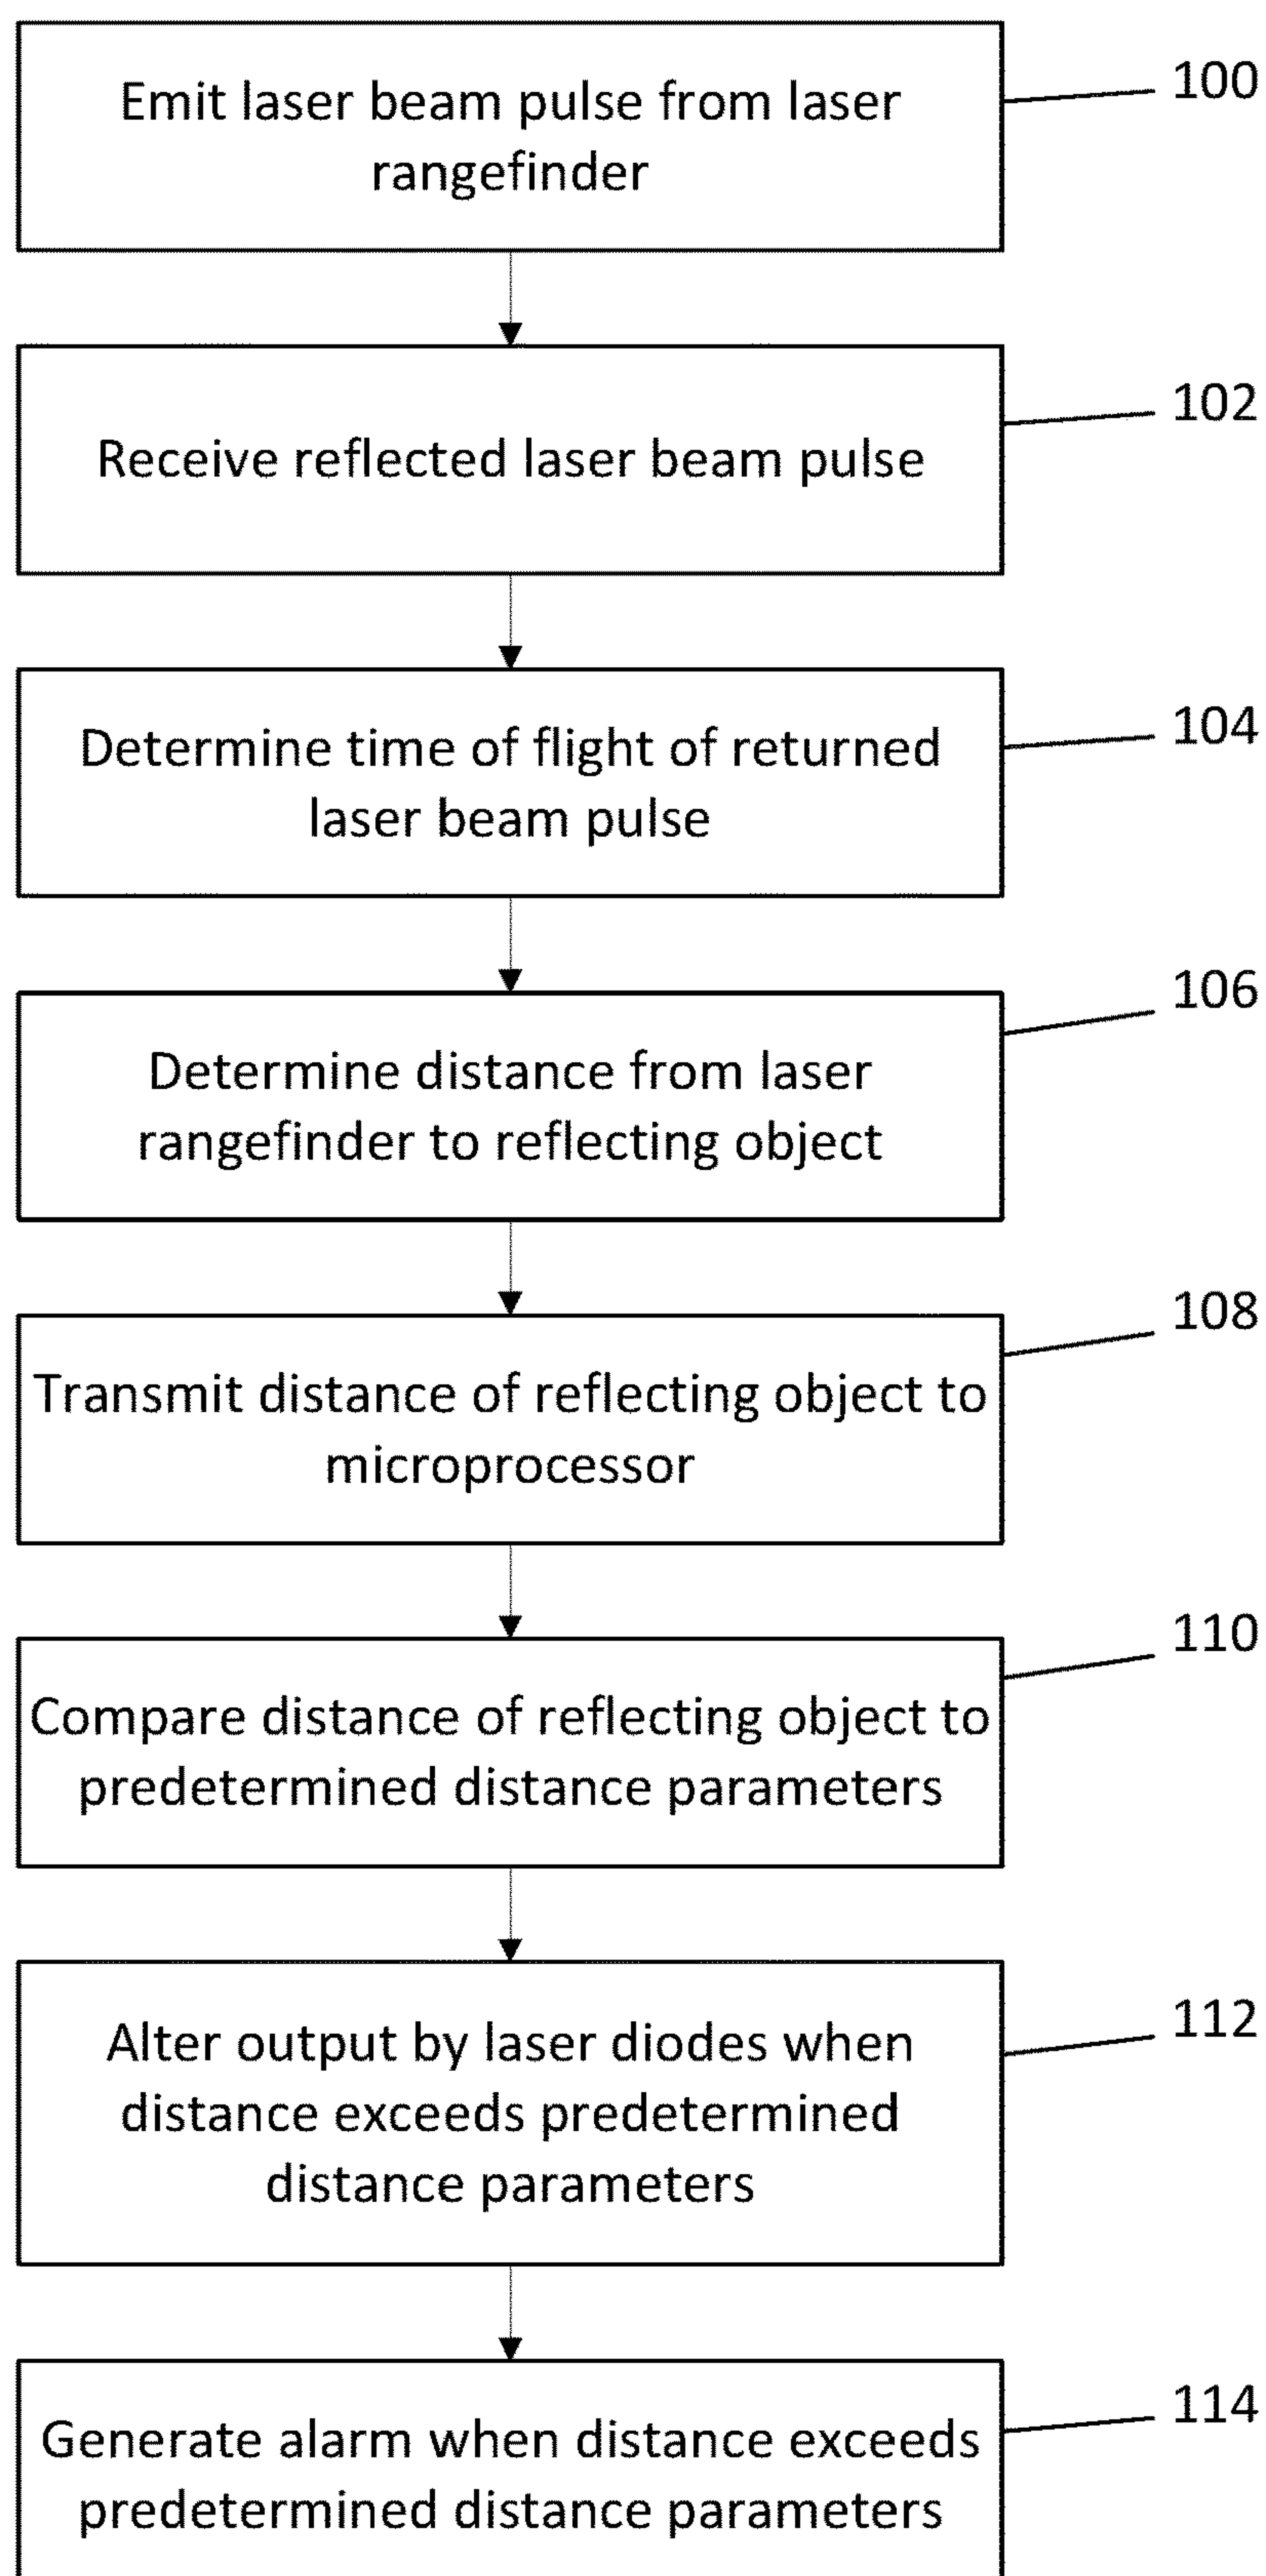 Emit laser beam pulse from laser
rangefinder
100
Receive reflected laser beam pulse
102
Determine time of flight of returned
laser beam pulse
104
Determine distance from laser
rangefinder to reflecting object
106
Transmit distance of reflecting object to
microprocessor
108
Compare distance of reflecting object to
predetermined distance parameters
110
Alter output by laser diodes when
distance exceeds predetermined
distance parameters
112
Generate alarm when distance exceeds
predetermined distance parameters
114